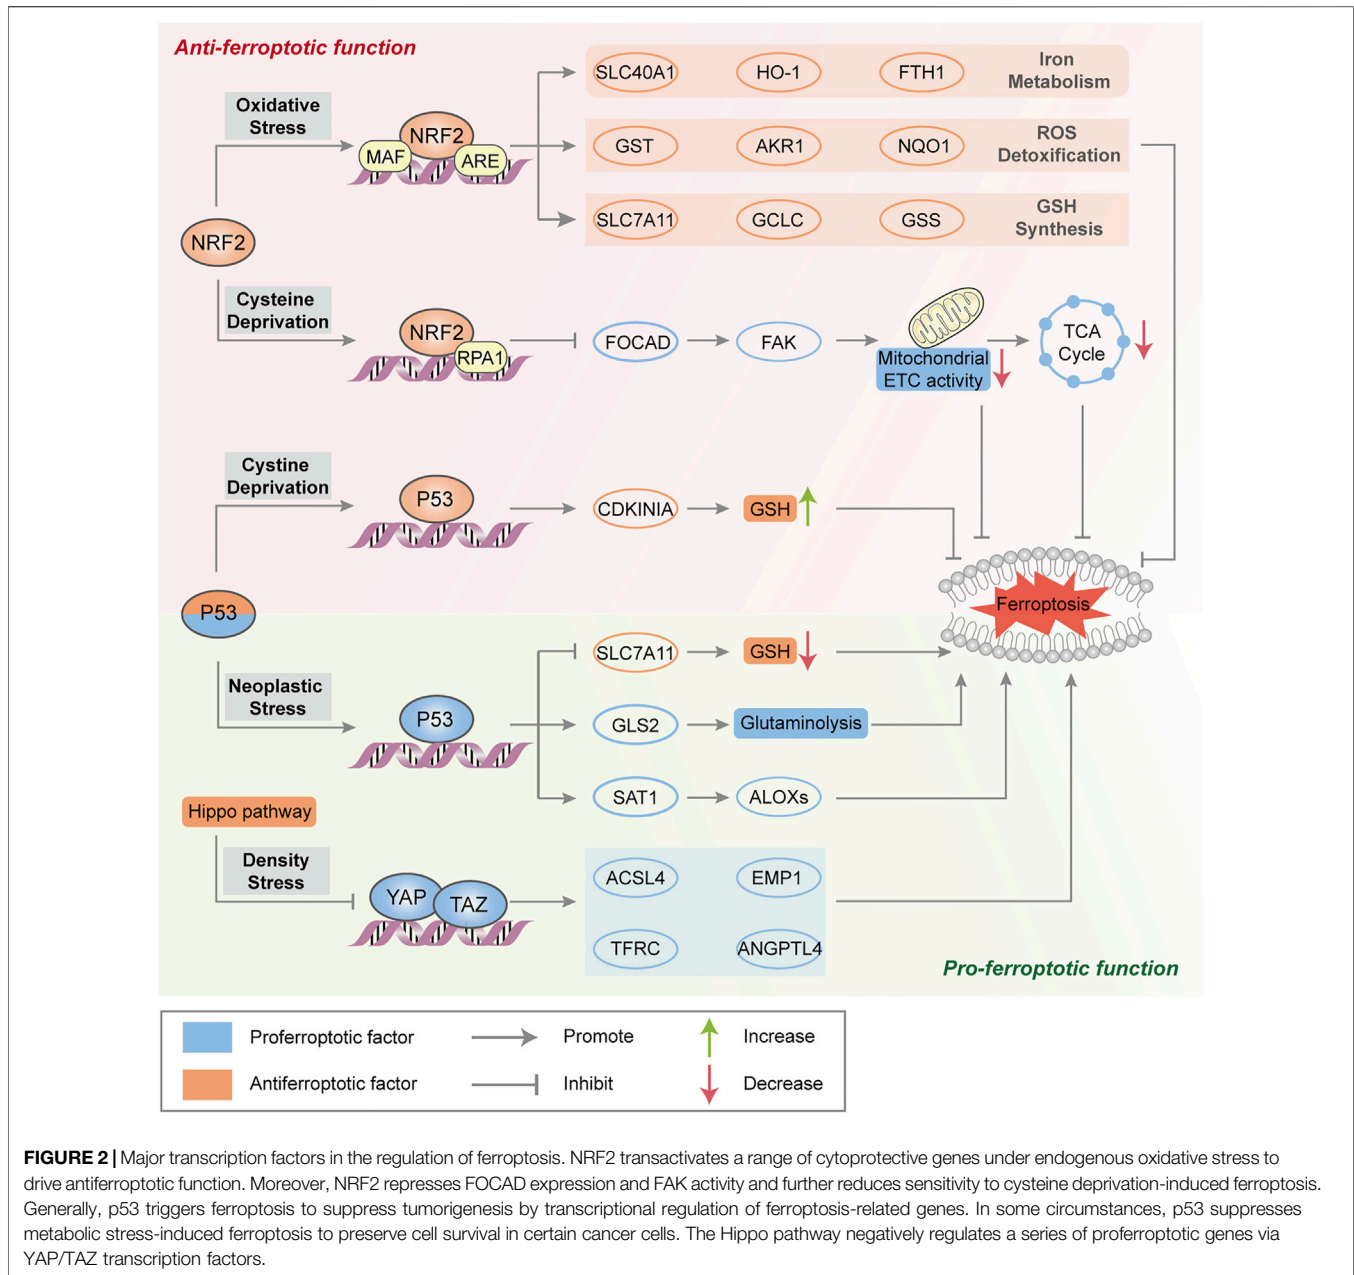 Anti-ferroptotic function
Oxidative
Stress
NRF2
MAF
ARE
SLC40A1
HO-1
FTH1
Iron
Metabolism
GST
AKR1
NQO1
ROS
Detoxification
SLC7A11
GCLC
GSS
GSH
Synthesis
NRF2
Cysteine
Deprivation
NRF2
RPA1
FOCAD
FAK
Mitochondrial
ETC activity
TCA
Cycle
Cystine
Deprivation
P53
CDKINIA
GSH
P53
Ferroptosis
Neoplastic
Stress
P53
SLC7A11
GSH
GLS2
Glutaminolysis
SAT1
ALOXs
Hippo pathway
Density
Stress
YAP
TAZ
ACSL4
EMP1
TFRC
ANGPTL4
Pro-ferroptotic function
Proferroptotic factor
Promote
Increase
Antiferroptotic factor
Inhibit
Decrease
FIGURE 2 | Major transcription factors in the regulation of ferroptosis. NRF2 transactivates a range of cytoprotective genes under endogenous oxidative stress to
drive antiferroptotic function. Moreover, NRF2 represses FOCAD expression and FAK activity and further reduces sensitivity to cysteine deprivation-induced ferroptosis.
Generally, p53 triggers ferroptosis to suppress tumorigenesis by transcriptional regulation of ferroptosis-related genes. In some circumstances, p53 suppresses
metabolic stress-induced ferroptosis to preserve cell survival in certain cancer cells. The Hippo pathway negatively regulates a series of proferroptotic genes via
YAP/TAZ transcription factors.